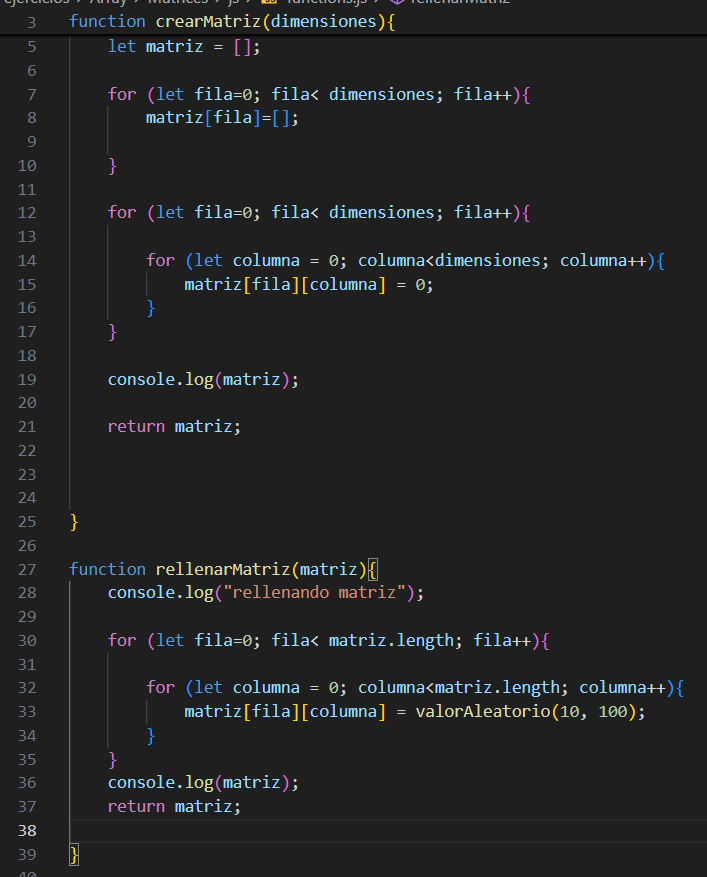 ejercicios > Array > Matrices > js > functions.js > rellenarMatriz
3 function crearMatriz(dimensiones){
5 let matriz = [];
6
7 for (let fila=0; fila< dimensiones; fila++){
8 matriz[fila]=[];
9
10 }
11
12 for (let fila=0; fila< dimensiones; fila++){
13
14 for (let columna = 0; columna<dimensiones; columna++){
15 matriz[fila][columna] = 0;
16 }
17 }
18
19 console.log(matriz);
20
21 return matriz;
22
23
24
25 }
26
27 function rellenarMatriz(matriz){
28 console.log("rellenando matriz");
29
30 for (let fila=0; fila< matriz.length; fila++){
31
32 for (let columna = 0; columna<matriz.length; columna++){
33 matriz[fila][columna] = valorAleatorio(10, 100);
34 }
35 }
36 console.log(matriz);
37 return matriz;
38
39 }
40